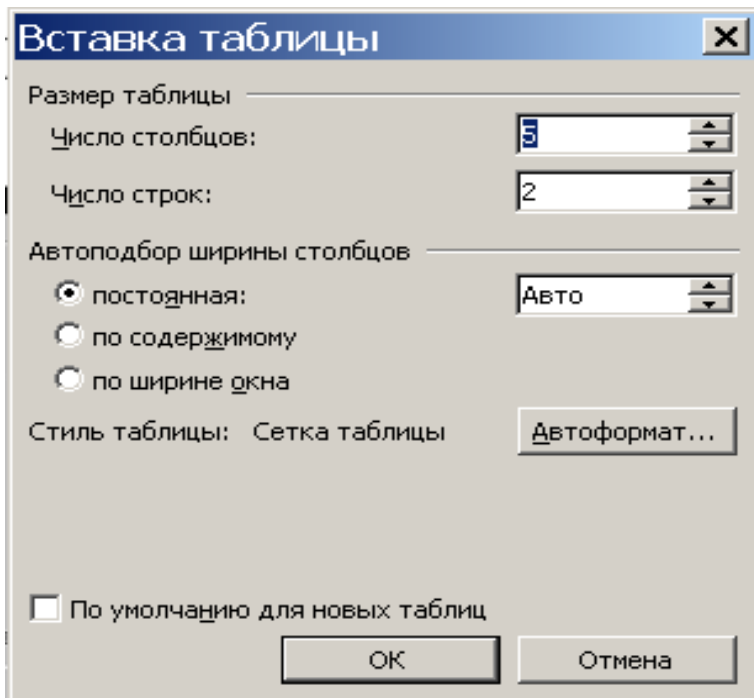 Вставка таблицы
Размер таблицы
Число столбцов: 5
Число строк: 2
Автоподбор ширины столбцов
постоянная: Авто
по содержимому
по ширине окна
Стиль таблицы: Сетка таблицы Автоформат...
По умолчанию для новых таблиц
ОК Отмена